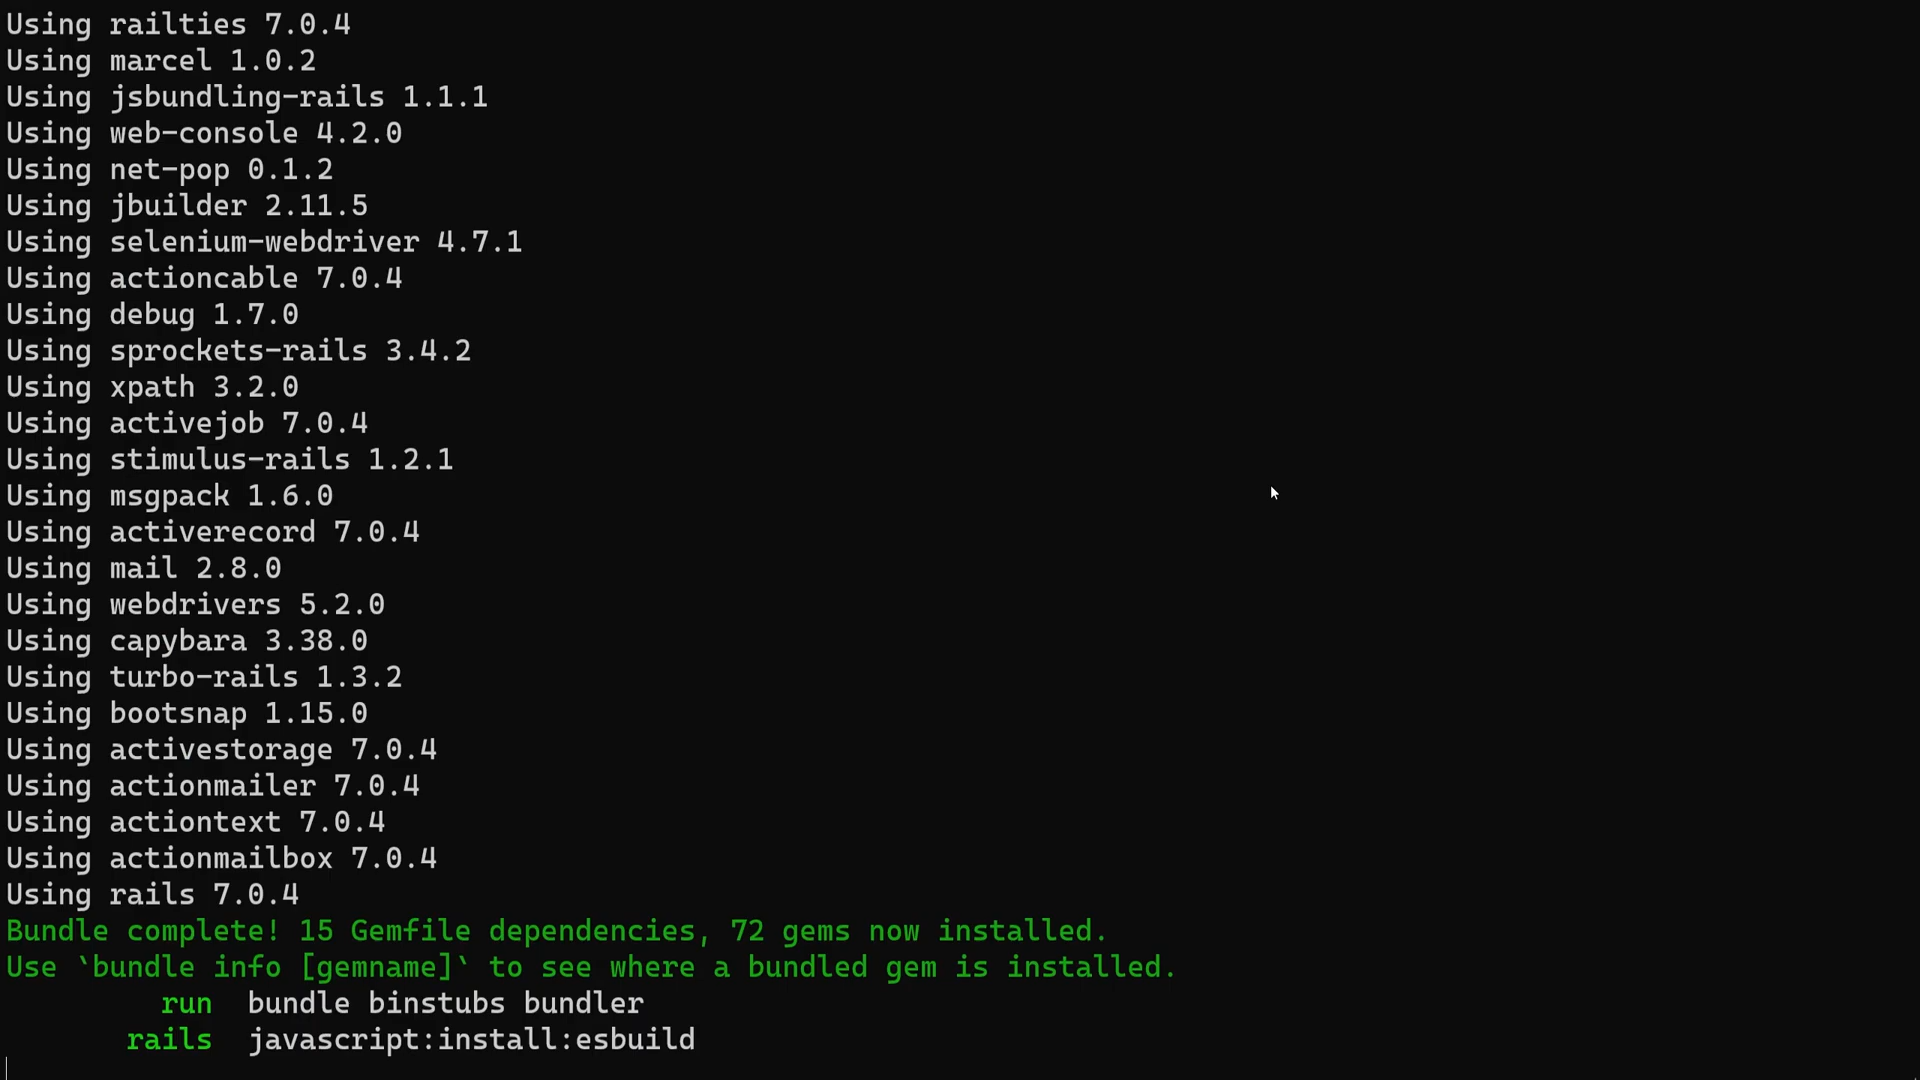 Using railties 7.0.4
Using marcel 1.0.2
Using jsbundling-rails 1.1.1
Using web-console 4.2.0
Using net-pop 0.1.2
Using jbuilder 2.11.5
Using selenium-webdriver 4.7.1
Using actioncable 7.0.4
Using debug 1.7.0
Using sprockets-rails 3.4.2
Using xpath 3.2.0
Using activejob 7.0.4
Using stimulus-rails 1.2.1
Using msgpack 1.6.0
Using activerecord 7.0.4
Using mail 2.8.0
Using webdrivers 5.2.0
Using capybara 3.38.0
Using turbo-rails 1.3.2
Using bootsnap 1.15.0
Using activestorage 7.0.4
Using actionmailer 7.0.4
Using actiontext 7.0.4
Using actionmailbox 7.0.4
Using rails 7.0.4
Bundle complete! 15 Gemfile dependencies, 72 gems now installed.
Use `bundle info [gemname]` to see where a bundled gem is installed.
run  bundle binstubs bundler
rails  javascript:install:esbuild